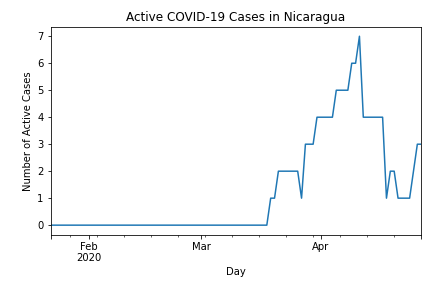 Active COVID-19 Cases in Nicaragua
7
6
5
4
3
2
1
0
Number of Active Cases
Feb
2020
Mar
Apr
Day